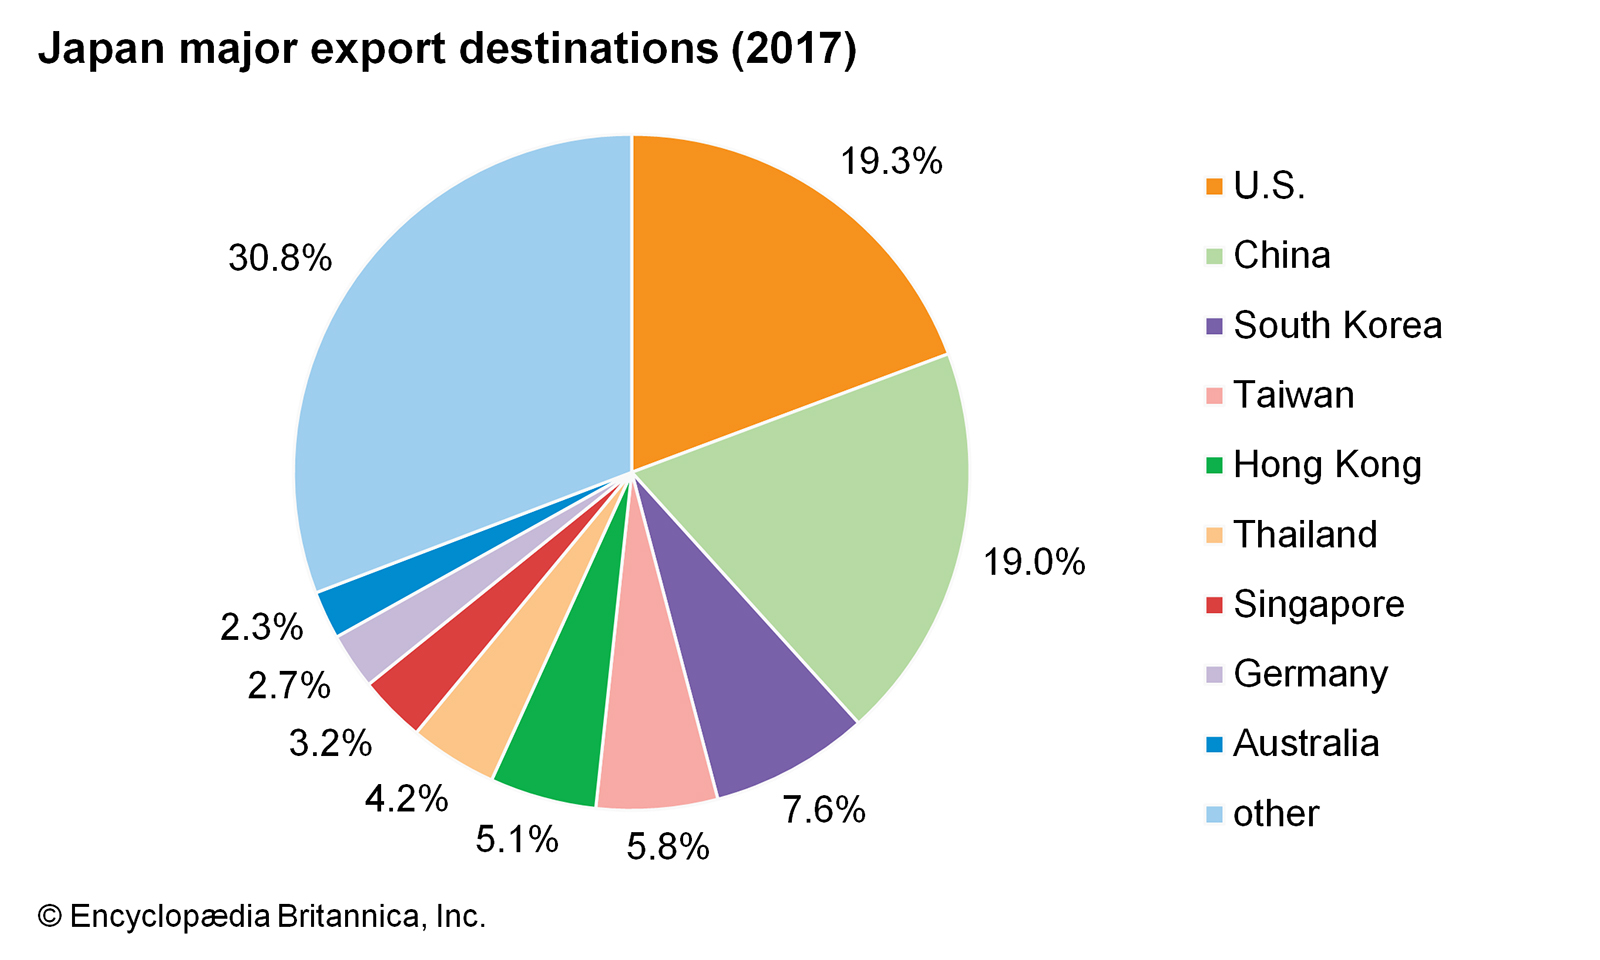 Japan major export destinations (2017)
19.3%
19.0%
7.6%
5.8%
5.1%
4.2%
3.2%
2.7%
2.3%
30.8%
U.S.
China
South Korea
Taiwan
Hong Kong
Thailand
Singapore
Germany
Australia
other
© Encyclopædia Britannica, Inc.